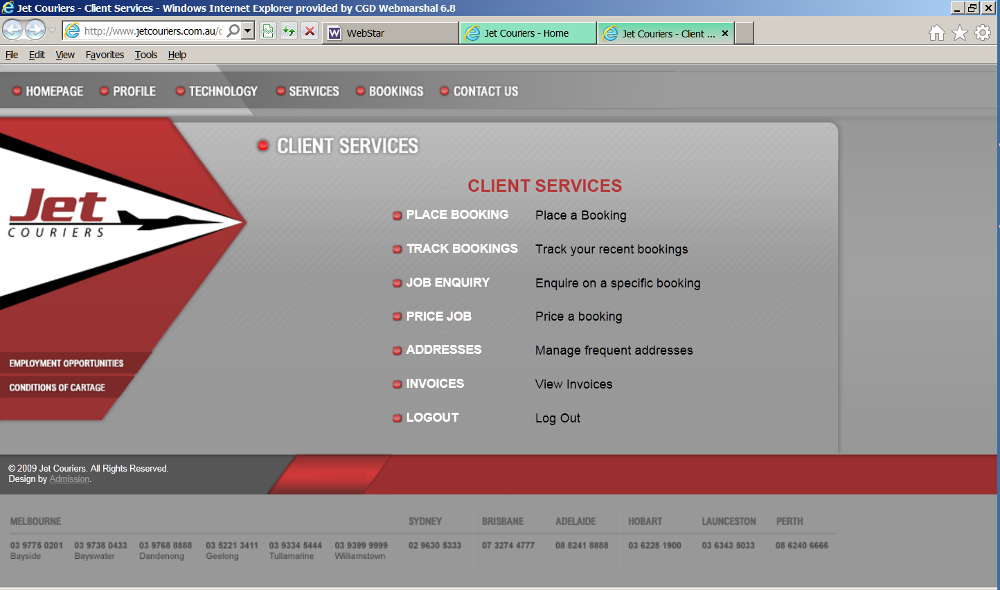 Jet Couriers - Client Services - Windows Internet Explorer provided by CGD Webmarshal 6.8
http://www.jetcouriers.com.au/c
WebStar
Jet Couriers - Home
Jet Couriers - Client ...
File Edit View Favorites Tools Help
HOMEPAGE PROFILE TECHNOLOGY SERVICES BOOKINGS CONTACT US
CLIENT SERVICES
CLIENT SERVICES
PLACE BOOKING Place a Booking
TRACK BOOKINGS Track your recent bookings
JOB ENQUIRY Enquire on a specific booking
PRICE JOB Price a booking
ADDRESSES Manage frequent addresses
INVOICES View Invoices
LOGOUT Log Out
Jet
COURIERS
EMPLOYMENT OPPORTUNITIES
CONDITIONS OF CARTAGE
© 2009 Jet Couriers. All Rights Reserved.
Design by Admission.
MELBOURNE SYDNEY BRISBANE ADELAIDE HOBART LAUNCESTON PERTH
03 9775 0201 03 9738 0433 03 9768 8888 03 5221 3411 03 9334 5444 03 9399 9999 02 9630 5333 07 3274 4777 08 8241 8888 03 6228 1900 03 6343 5033 08 6240 6666
Bayside Bayswater Dandenong Geelong Tullamarine Williamstown